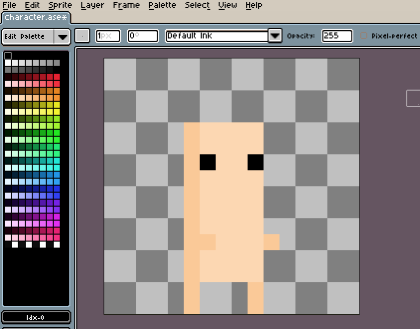 File Edit Sprite Layer Frame Palette Select View Help
Character.ase*
Edit Palette 1px 0° Default Ink Opacity: 255 Pixel-perfect
Idx-0